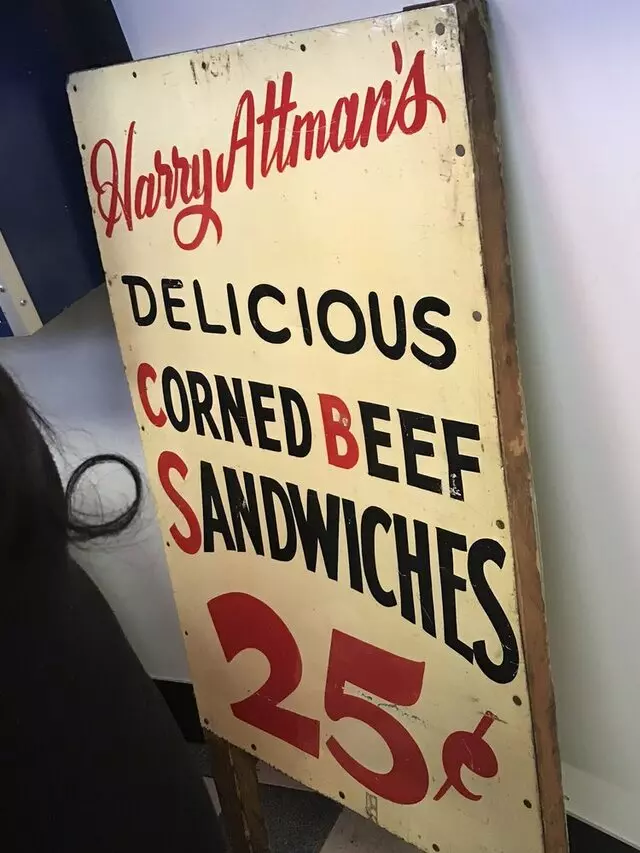 Harry Attman's
DELICIOUS
CORNED BEEF
SANDWICHES
25¢